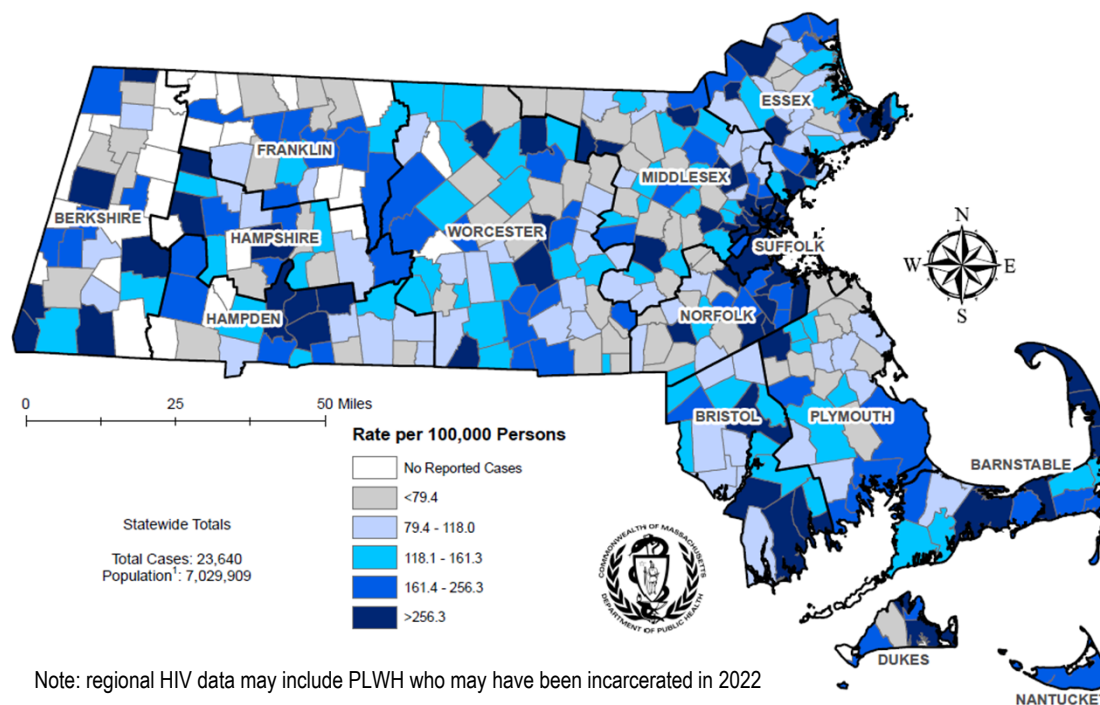 ESSEX
FRANKLIN
MIDDLESEX
BERKSHIRE
HAMPSHIRE
WORCESTER
SUFFOLK
N
W E
S
HAMPDEN
NORFOLK
0 25 50 Miles
BRISTOL
PLYMOUTH
BARNSTABLE
Rate per 100,000 Persons
No Reported Cases
<79.4
79.4 - 118.0
118.1 - 161.3
161.4 - 256.3
>256.3
Statewide Totals
Total Cases: 23,640
Population1: 7,029,909
COMMONWEALTH OF MASSACHUSETTS
DEPARTMENT OF PUBLIC HEALTH
DUKES
NANTUCKET
Note: regional HIV data may include PLWH who may have been incarcerated in 2022